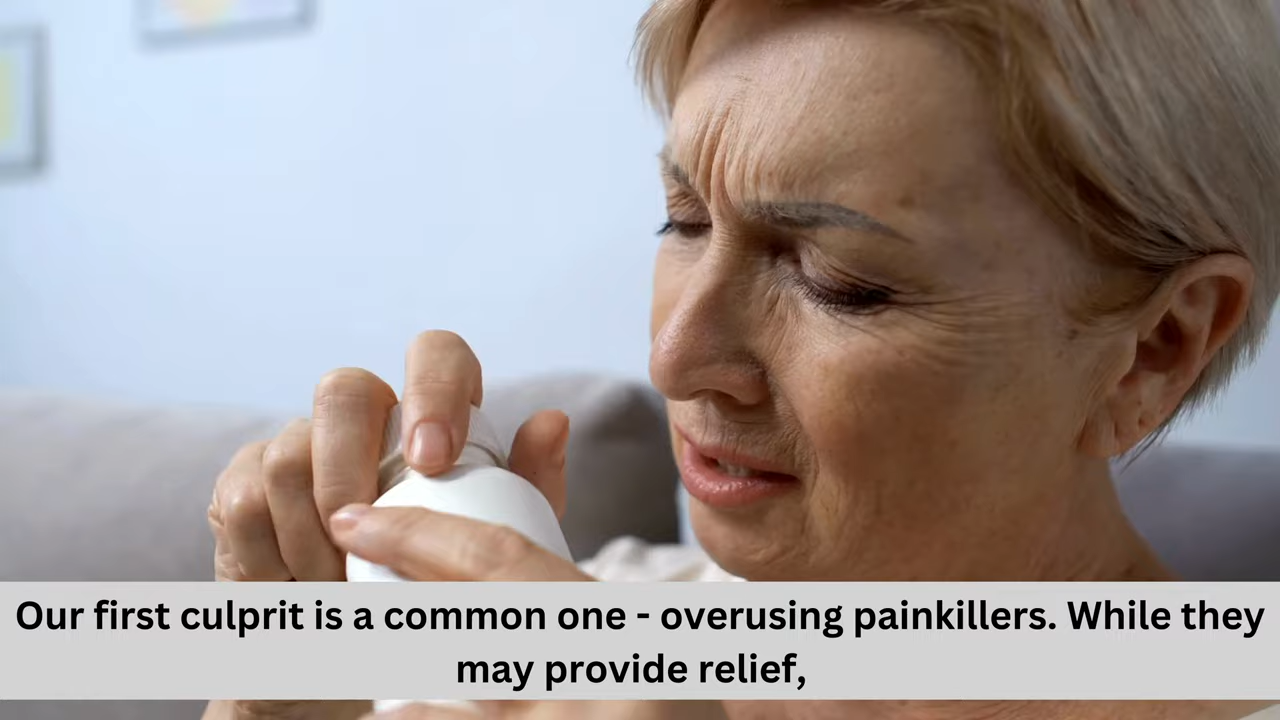 Our first culprit is a common one - overusing painkillers. While they
may provide relief,